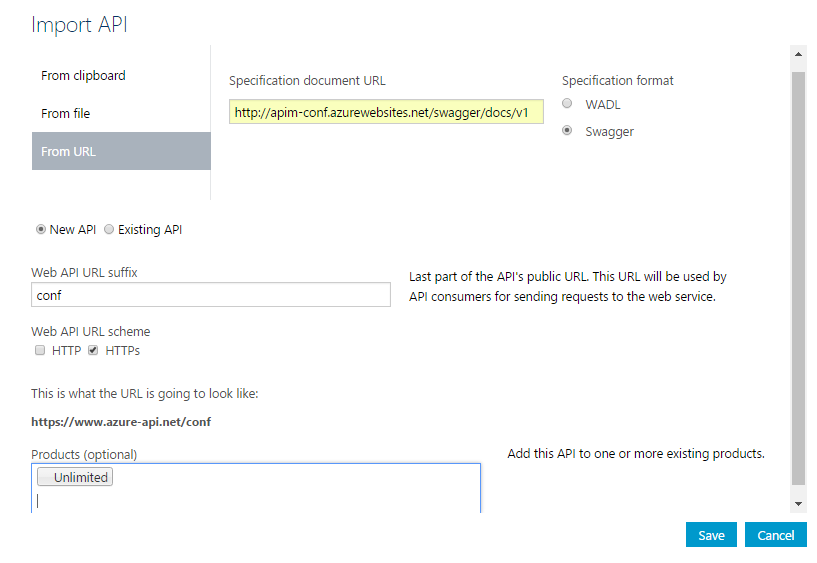 Import API
From clipboard
From file
From URL
Specification document URL
http://apim-conf.azurewebsites.net/swagger/docs/v1
Specification format
WADL
Swagger
New API Existing API
Web API URL suffix
conf
Last part of the API's public URL. This URL will be used by
API consumers for sending requests to the web service.
Web API URL scheme
HTTP HTTPs
This is what the URL is going to look like:
https://www.azure-api.net/conf
Products (optional)
Unlimited
Add this API to one or more existing products.
Save Cancel